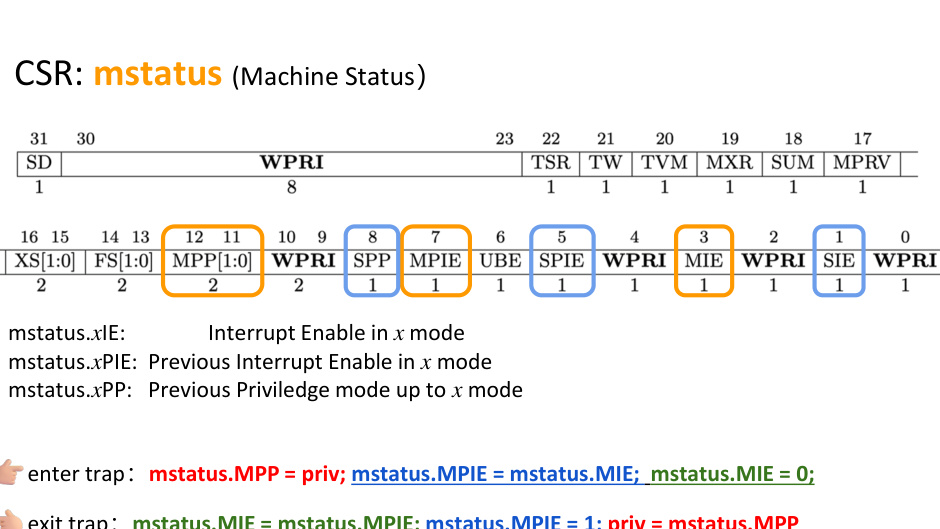 CSR: mstatus (Machine Status）
31 30 23 22 21 20 19 18 17
SD WPRI TSR TW TVM MXR SUM MPRV
1 8 1 1 1 1 1 1
16 15 14 13 12 11 10 9 8 7 6 5 4 3 2 1 0
XS[1:0] FS[1:0] MPP[1:0] WPRI SPP MPIE UBE SPIE WPRI MIE WPRI SIE WPRI
2 2 2 2 1 1 1 1 1 1 1 1 1
mstatus.xIE: Interrupt Enable in x mode
mstatus.xPIE: Previous Interrupt Enable in x mode
mstatus.xPP: Previous Priviledge mode up to x mode
enter trap： mstatus.MPP = priv; mstatus.MPIE = mstatus.MIE; mstatus.MIE = 0;
exit trap： mstatus.MIE = mstatus.MPIE; mstatus.MPIE = 1; priv = mstatus.MPP